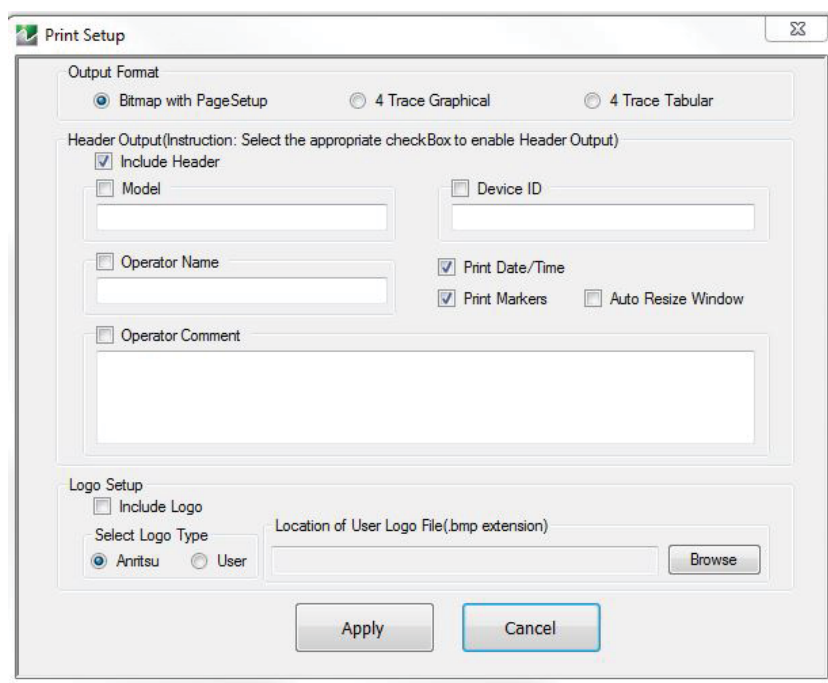 Print Setup
Output Format
Bitmap with PageSetup 4 Trace Graphical 4 Trace Tabular
Header Output(Instruction: Select the appropriate checkBox to enable Header Output)
Include Header
Model Device ID
Operator Name
Print Date/Time
Print Markers Auto Resize Window
Operator Comment
Logo Setup
Include Logo
Select Logo Type Location of User Logo File(.bmp extension)
Anritsu User Browse
Apply Cancel